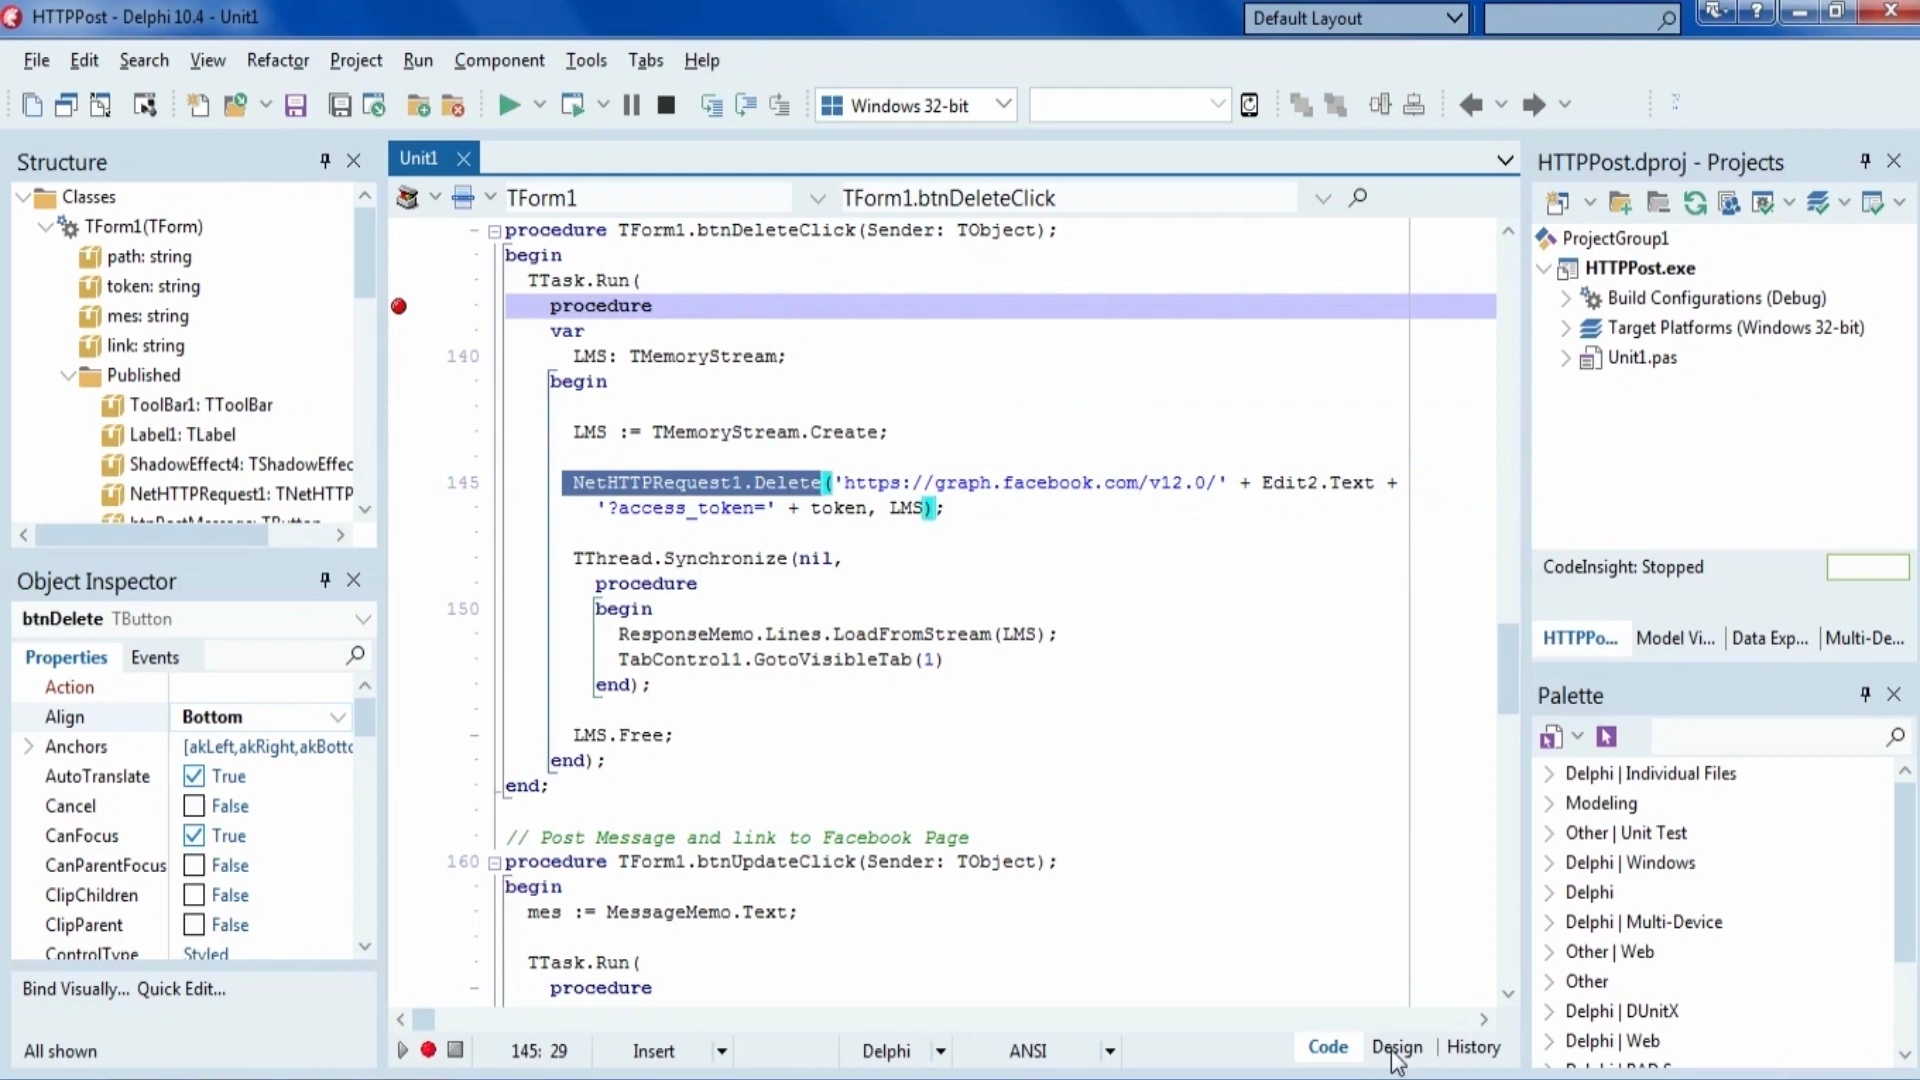 HTTPPost - Delphi 10.4 - Unit1
Default Layout
File Edit Search View Refactor Project Run Component Tools Tabs Help
Windows 32-bit
Structure
Classes
TForm1(TForm)
path: string
token: string
mes: string
link: string
Published
ToolBar1: TToolBar
Label1: TLabel
ShadowEffect4: TShadowEffec
NetHTTPRequest1: TNetHTTP
Object Inspector
btnDelete TButton
Properties Events
Action
Align Bottom
Anchors [akLeft,akRight,akBotto
AutoTranslate True
Cancel False
CanFocus True
CanParentFocus False
ClipChildren False
ClipParent False
ControlType Styled
Bind Visually... Quick Edit...
All shown
Unit1
TForm1 TForm1.btnDeleteClick
procedure TForm1.btnDeleteClick(Sender: TObject);
begin
TTask.Run(
procedure
var
140 LMS: TMemoryStream;
begin
LMS := TMemoryStream.Create;
145 NetHTTPRequest1.Delete('https://graph.facebook.com/v12.0/' + Edit2.Text +
'?access_token=' + token, LMS);
TThread.Synchronize(nil,
procedure
150 begin
ResponseMemo.Lines.LoadFromStream(LMS);
TabControl1.GotoVisibleTab(1)
end);
LMS.Free;
end);
end;
// Post Message and link to Facebook Page
160 procedure TForm1.btnUpdateClick(Sender: TObject);
begin
mes := MessageMemo.Text;
TTask.Run(
procedure
145: 29 Insert Delphi ANSI Code Design History
HTTPPost.dproj - Projects
ProjectGroup1
HTTPPost.exe
Build Configurations (Debug)
Target Platforms (Windows 32-bit)
Unit1.pas
CodeInsight: Stopped
HTTPPo... Model Vi... Data Exp... Multi-De...
Palette
Delphi | Individual Files
Modeling
Other | Unit Test
Delphi | Windows
Delphi
Delphi | Multi-Device
Other | Web
Other
Delphi | DUnitX
Delphi | Web